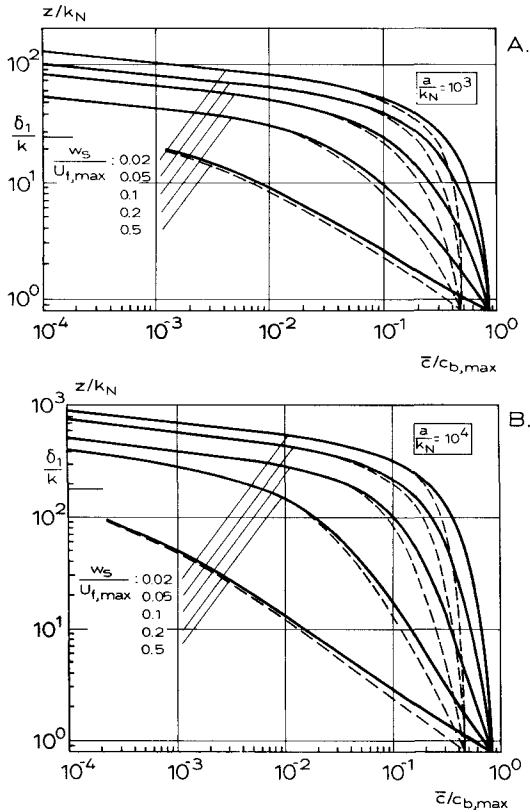 z/k_N
A.
10^2
a/k_N = 10^3
δ_1/k
w_s/U_f,max : 0.02
0.05
0.1
0.2
0.5
10^1
10^0
10^-4 10^-3 10^-2 10^-1 10^0
c̅/c_b,max
z/k_N
B.
10^3
a/k_N = 10^4
δ_1/k
10^2
w_s/U_f,max : 0.02
0.05
0.1
0.2
0.5
10^1
10^0
10^-4 10^-3 10^-2 10^-1 10^0
c̅/c_b,max